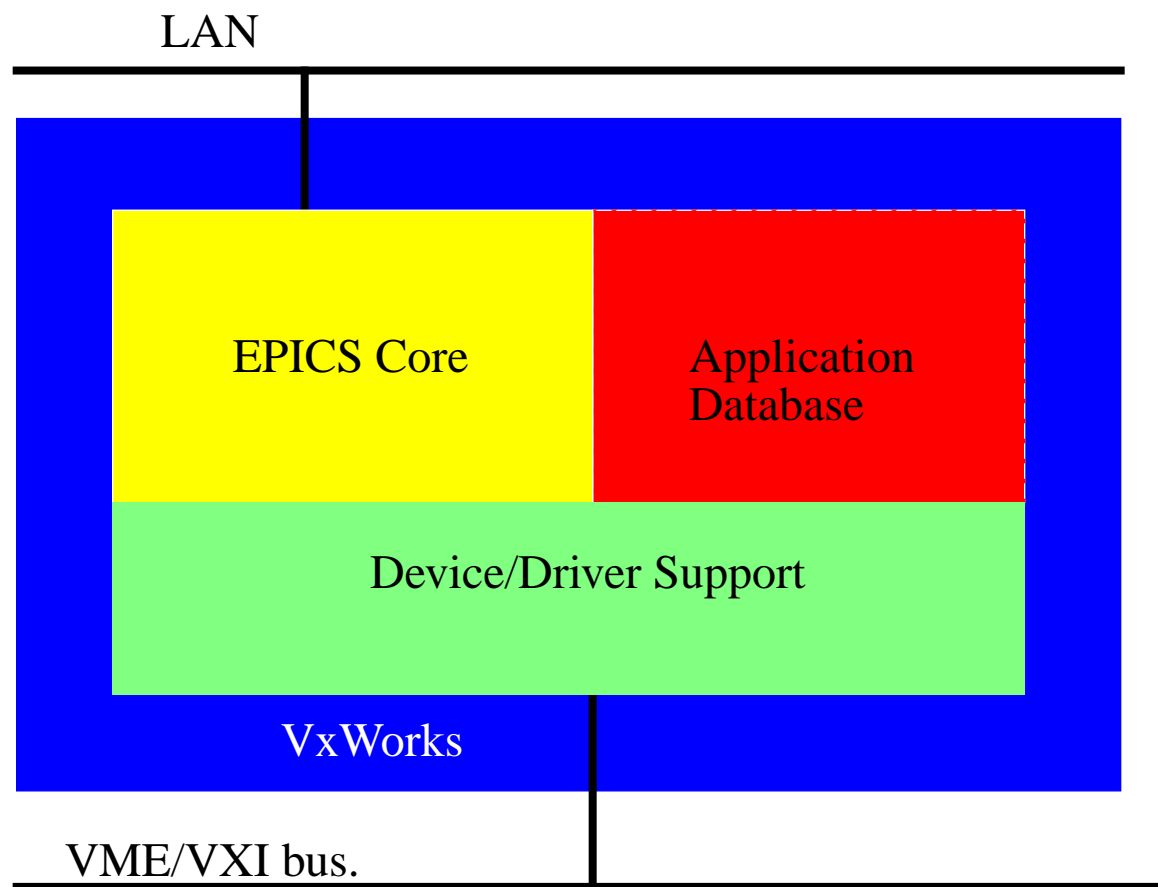 LAN
EPICS Core
Application
Database
Device/Driver Support
VxWorks
VME/VXI bus.